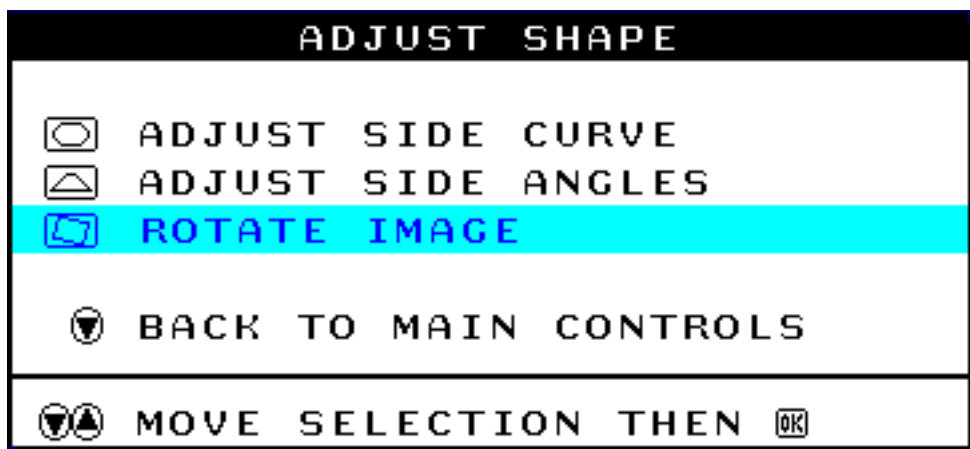 ADJUST SHAPE
ADJUST SIDE CURVE
ADJUST SIDE ANGLES
ROTATE IMAGE
BACK TO MAIN CONTROLS
MOVE SELECTION THEN OK